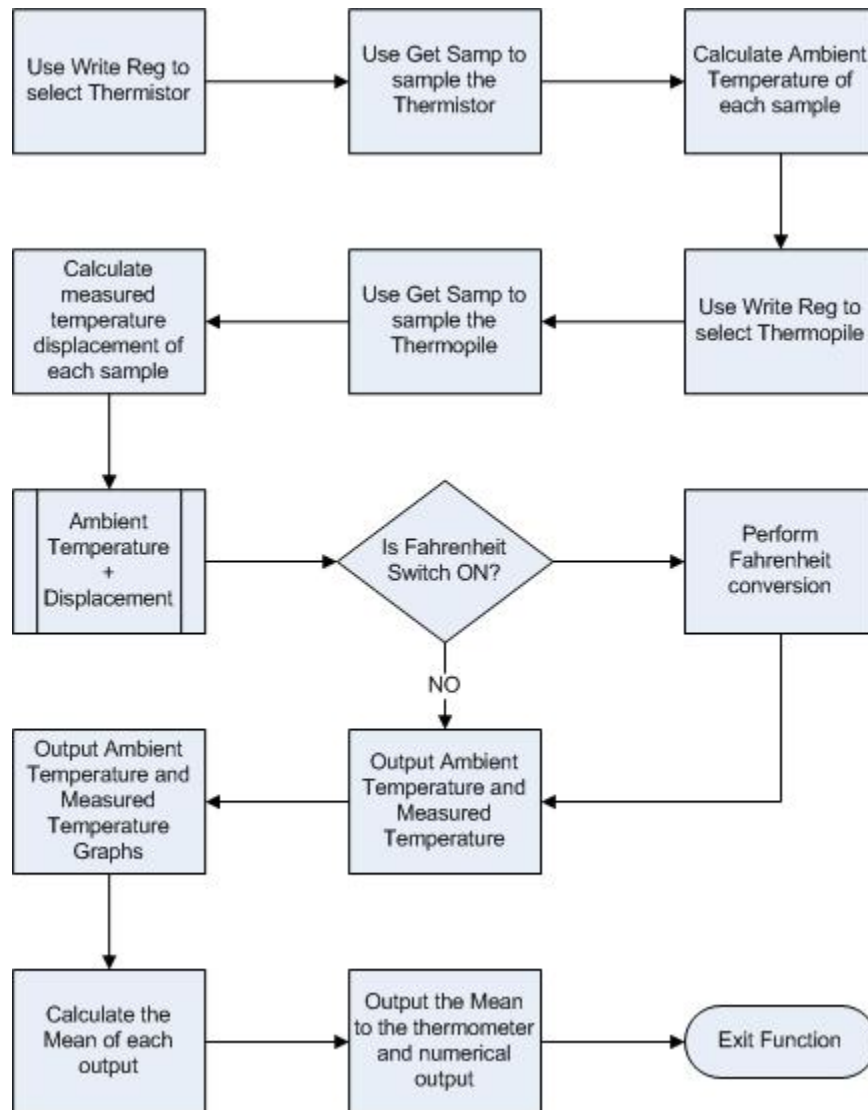 Use Write Reg to
select Thermistor
Use Get Samp to
sample the
Thermistor
Calculate Ambient
Temperature of
each sample
Use Write Reg to
select Thermopile
Use Get Samp to
sample the
Thermopile
Calculate
measured
temperature
displacement of
each sample
Ambient
Temperature
+
Displacement
Is Fahrenheit
Switch ON?
Perform
Fahrenheit
conversion
NO
Output Ambient
Temperature and
Measured
Temperature
Output Ambient
Temperature and
Measured
Temperature
Graphs
Calculate the
Mean of each
output
Output the Mean
to the thermometer
and numerical
output
Exit Function